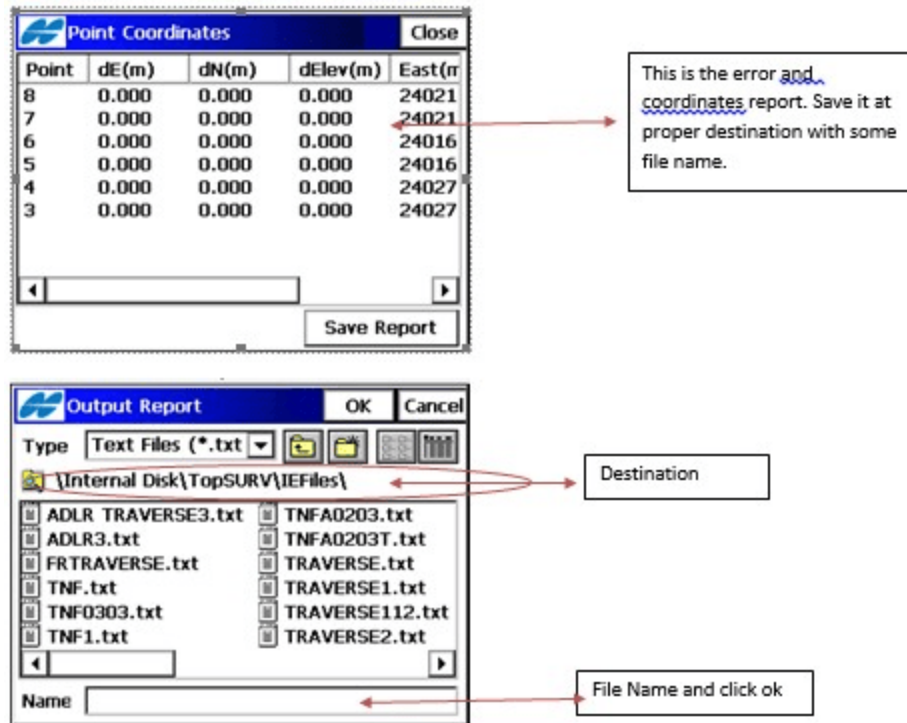 Point Coordinates Close
Point dE(m) dN(m) dElev(m) East(m
8 0.000 0.000 0.000 24021
7 0.000 0.000 0.000 24021
6 0.000 0.000 0.000 24016
5 0.000 0.000 0.000 24016
4 0.000 0.000 0.000 24027
3 0.000 0.000 0.000 24027
Save Report
This is the error and
coordinates report. Save it at
proper destination with some
file name.
Output Report OK Cancel
Type Text Files (*.txt
\Internal Disk\TopSURV\IEFiles\
Destination
ADLR TRAVERSE3.txt TNFA0203.txt
ADLR3.txt TNFA0203T.txt
FRTRAVERSE.txt TRAVERSE.txt
TNF.txt TRAVERSE1.txt
TNF0303.txt TRAVERSE112.txt
TNF1.txt TRAVERSE2.txt
Name
File Name and click ok